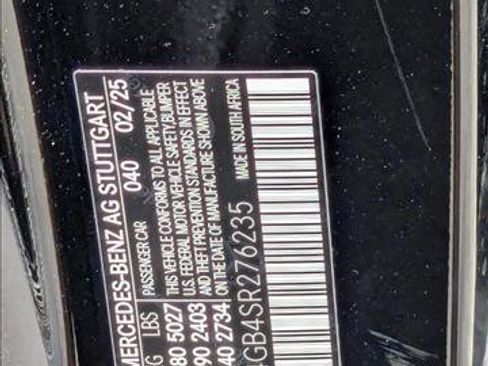 MERCEDES-BENZ AG STUTTGART
040 02/25
PASSENGER CAR
THIS VEHICLE CONFORMS TO ALL APPLICABLE
U.S. FEDERAL MOTOR VEHICLE SAFETY, BUMPER
AND THEFT PREVENTION STANDARDS IN EFFECT
ON THE DATE OF MANUFACTURE SHOWN ABOVE
G LBS
80 5027
90 2403
40 2734
GB4SR276235
MADE IN SOUTH AFRICA